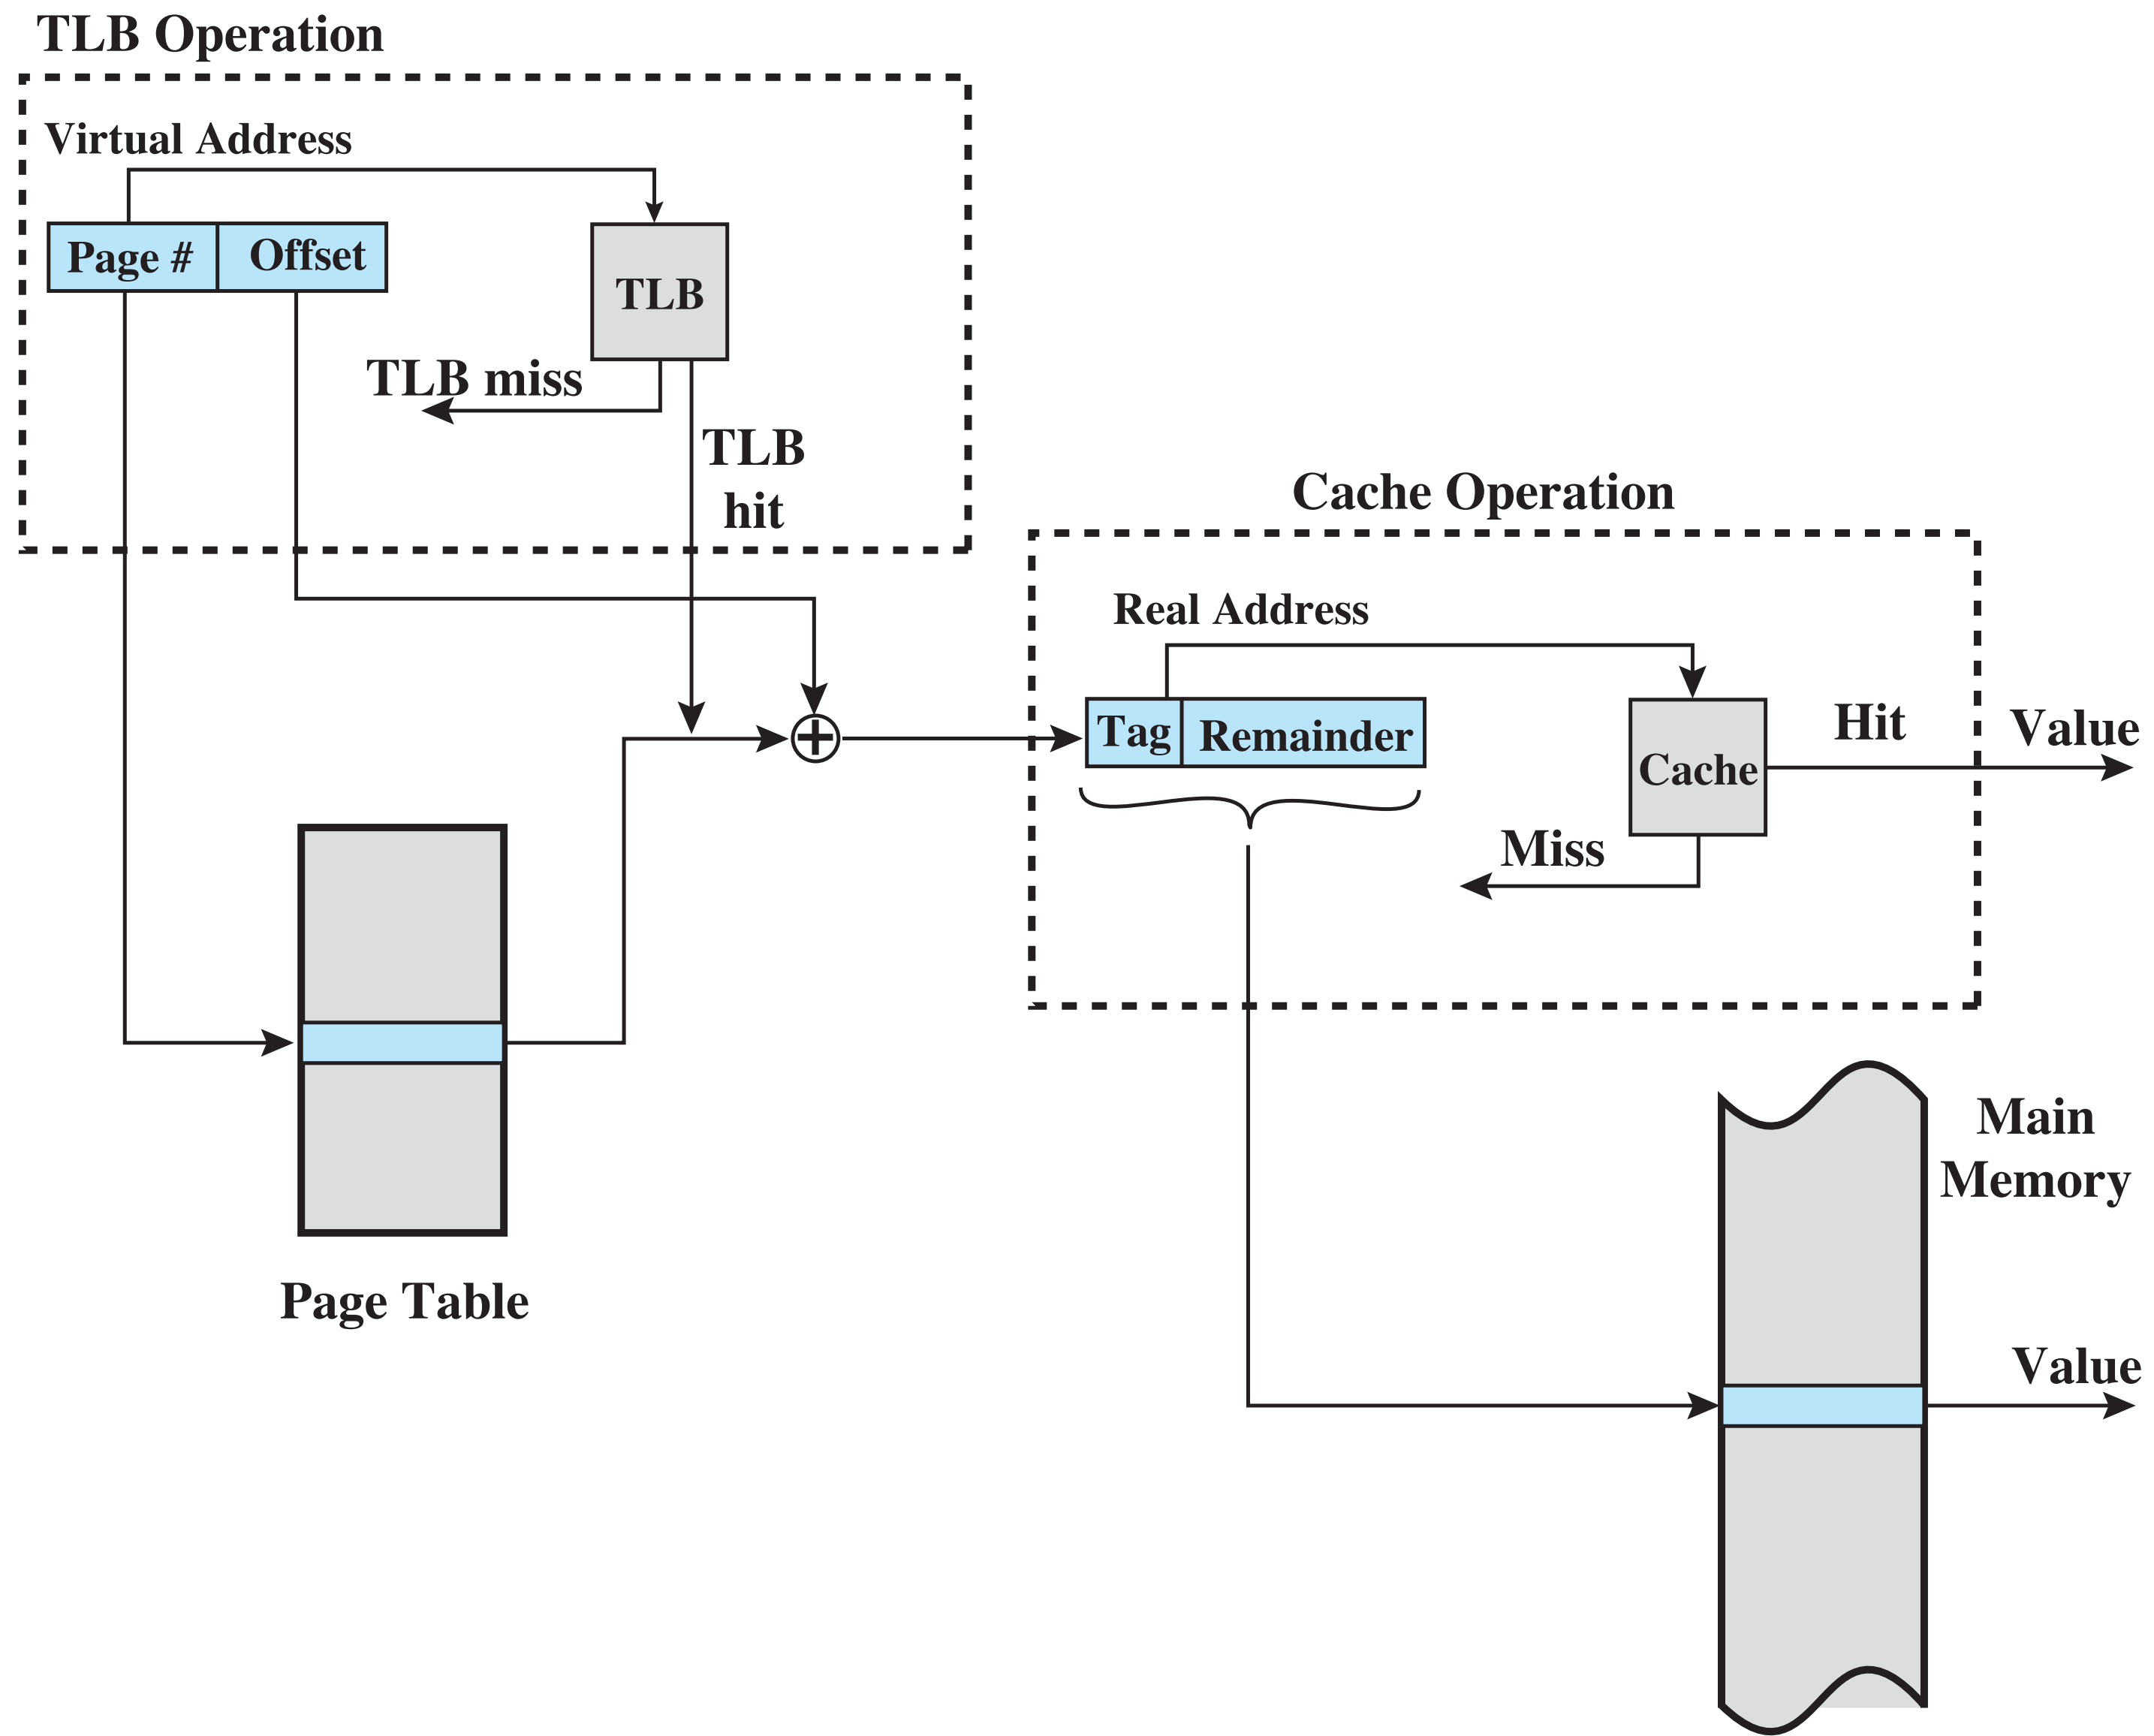 TLB Operation
Virtual Address
Page #
Offset
TLB
TLB miss
TLB
hit
Cache Operation
Real Address
Tag
Remainder
Cache
Hit
Value
Miss
Page Table
Main
Memory
Value